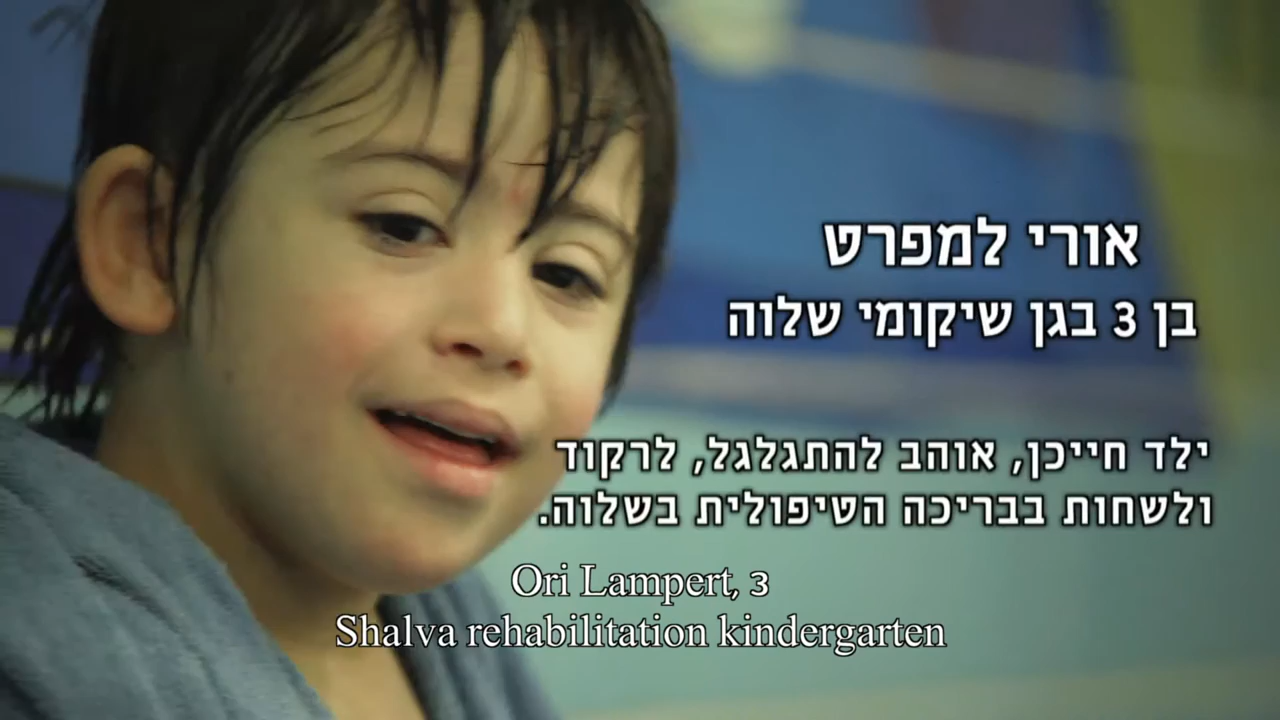 אורי למפרט
בן 3 בגן שיקומי שלוה
ילד חייכן, אוהב להתגלגל, לרקוד
ולשחות בבריכה הטיפולית בשלוה.
Ori Lampert, 3
Shalva rehabilitation kindergarten